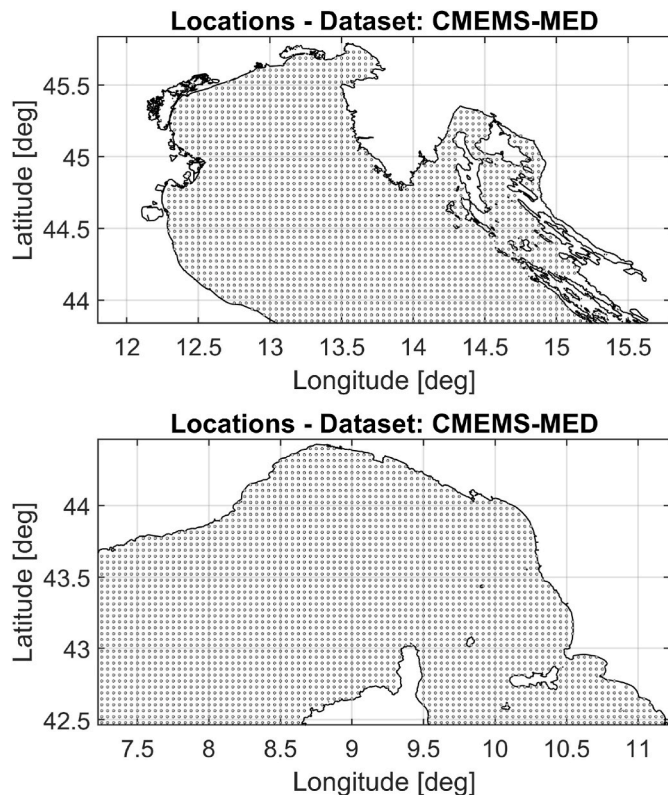 Locations - Dataset: CMEMS-MED
45.5
45
44.5
44
Latitude [deg]
12 12.5 13 13.5 14 14.5 15 15.5
Longitude [deg]
Locations - Dataset: CMEMS-MED
44
43.5
43
42.5
Latitude [deg]
7.5 8 8.5 9 9.5 10 10.5 11
Longitude [deg]